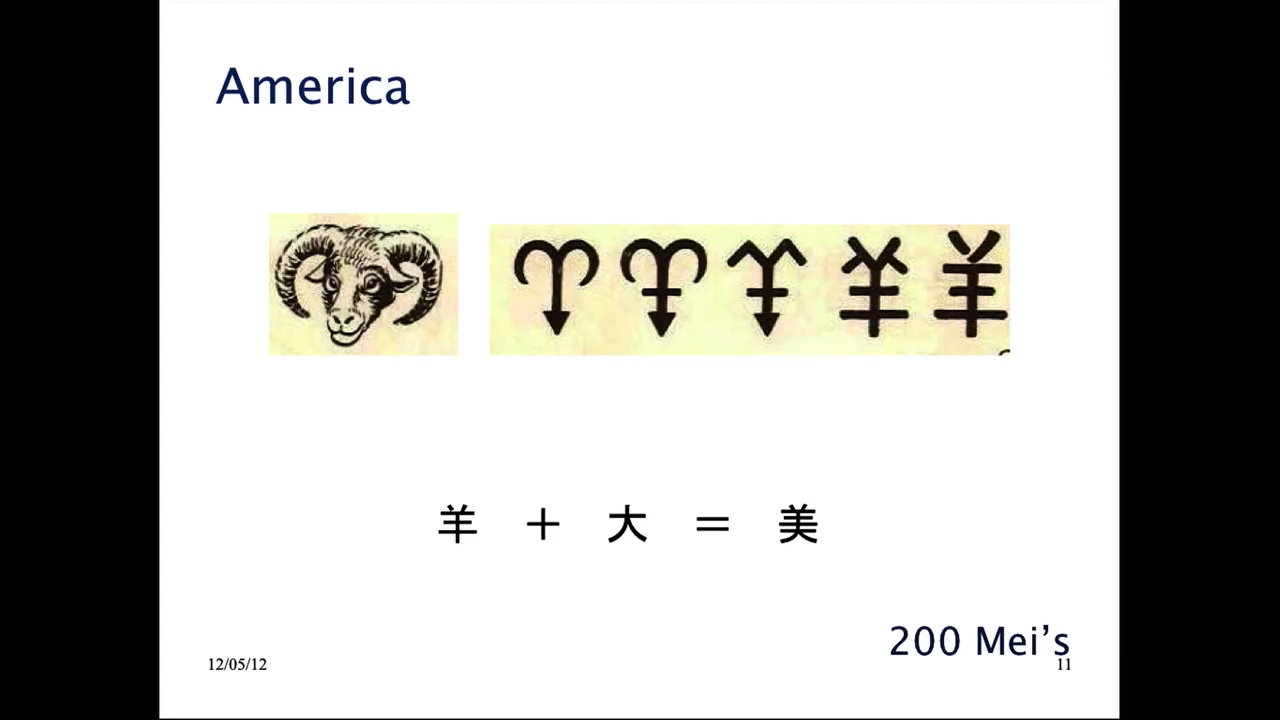 America
羊 + 大 = 美
200 Mei’s
12/05/12
11